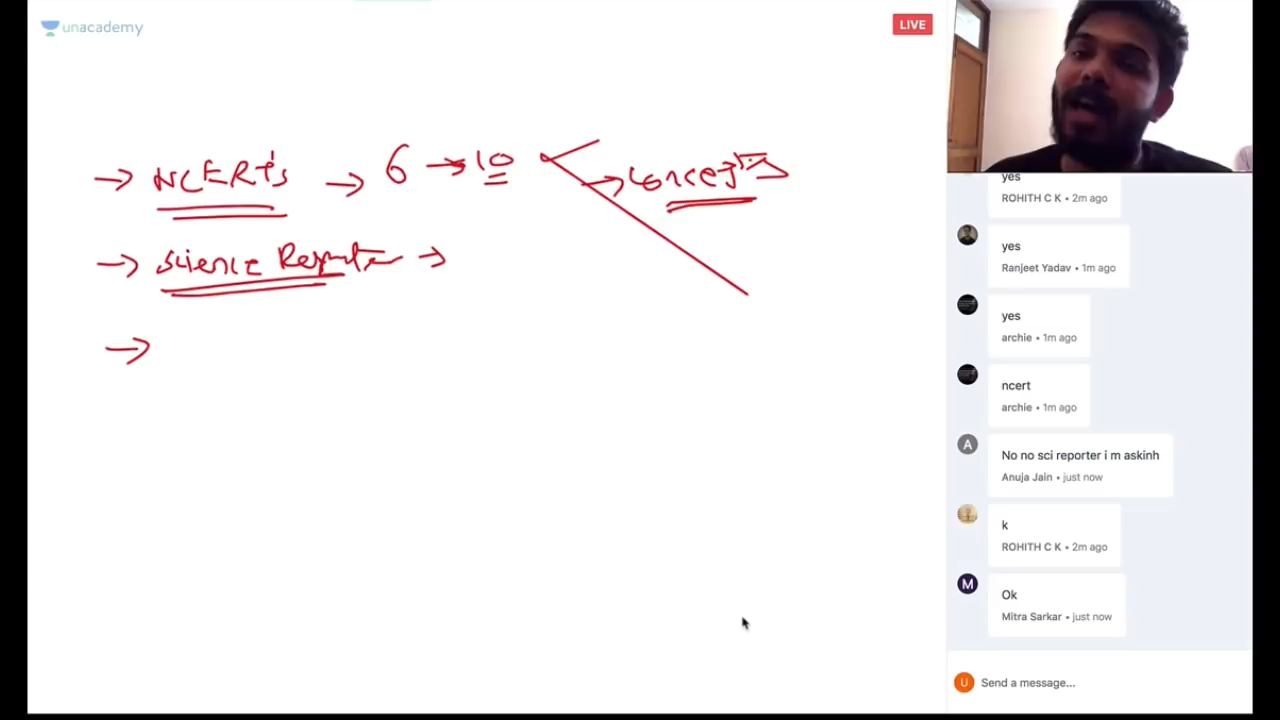 unacademy
LIVE
→ NCERT's → 6 → 10 → concepts
→ Science Reporter →
→
yes
ROHITH C K • 2m ago
yes
Ranjeet Yadav • 1m ago
yes
archie • 1m ago
ncert
archie • 1m ago
A
No no sci reporter i m askinh
Anuja Jain • just now
k
ROHITH C K • 2m ago
M
Ok
Mitra Sarkar • just now
U
Send a message...